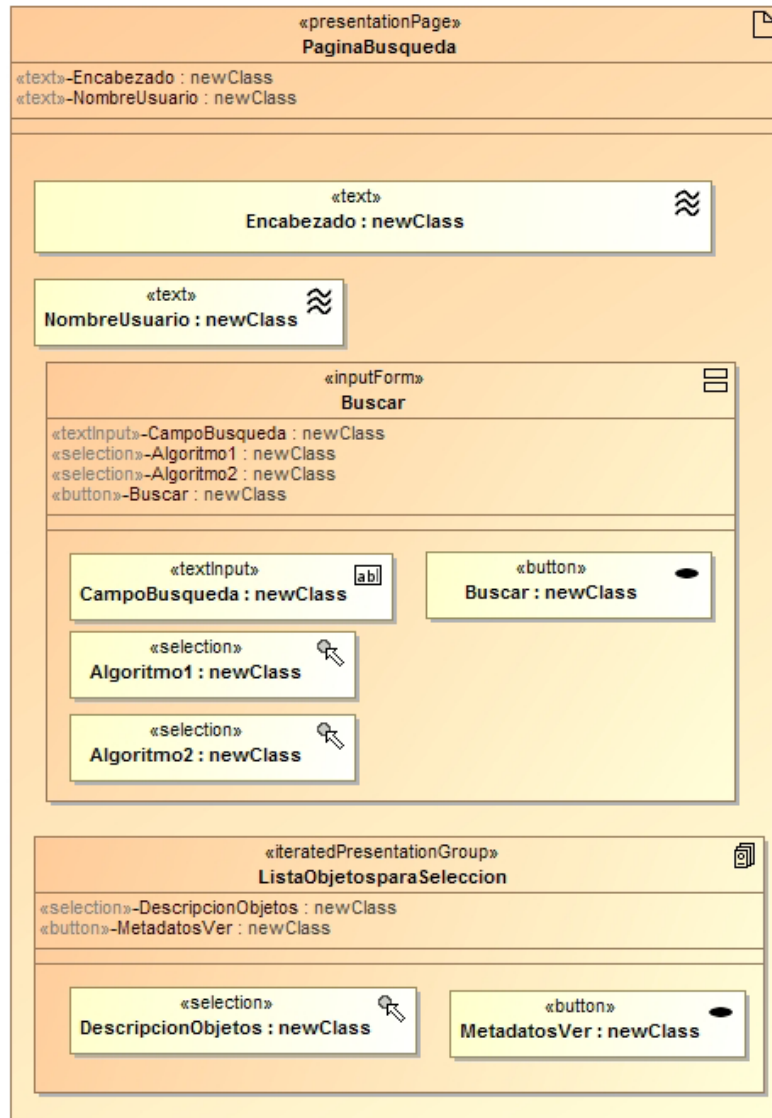 «presentationPage»
PaginaBusqueda
«text»-Encabezado : newClass
«text»-NombreUsuario : newClass
«text»
Encabezado : newClass
«text»
NombreUsuario : newClass
«inputForm»
Buscar
«textInput»-CampoBusqueda : newClass
«selection»-Algoritmo1 : newClass
«selection»-Algoritmo2 : newClass
«button»-Buscar : newClass
«textInput»
abl
CampoBusqueda : newClass
«button»
Buscar : newClass
«selection»
Algoritmo1 : newClass
«selection»
Algoritmo2 : newClass
«iteratedPresentationGroup»
ListaObjetosparaSeleccion
«selection»-DescripcionObjetos : newClass
«button»-MetadatosVer : newClass
«selection»
DescripcionObjetos : newClass
«button»
MetadatosVer : newClass